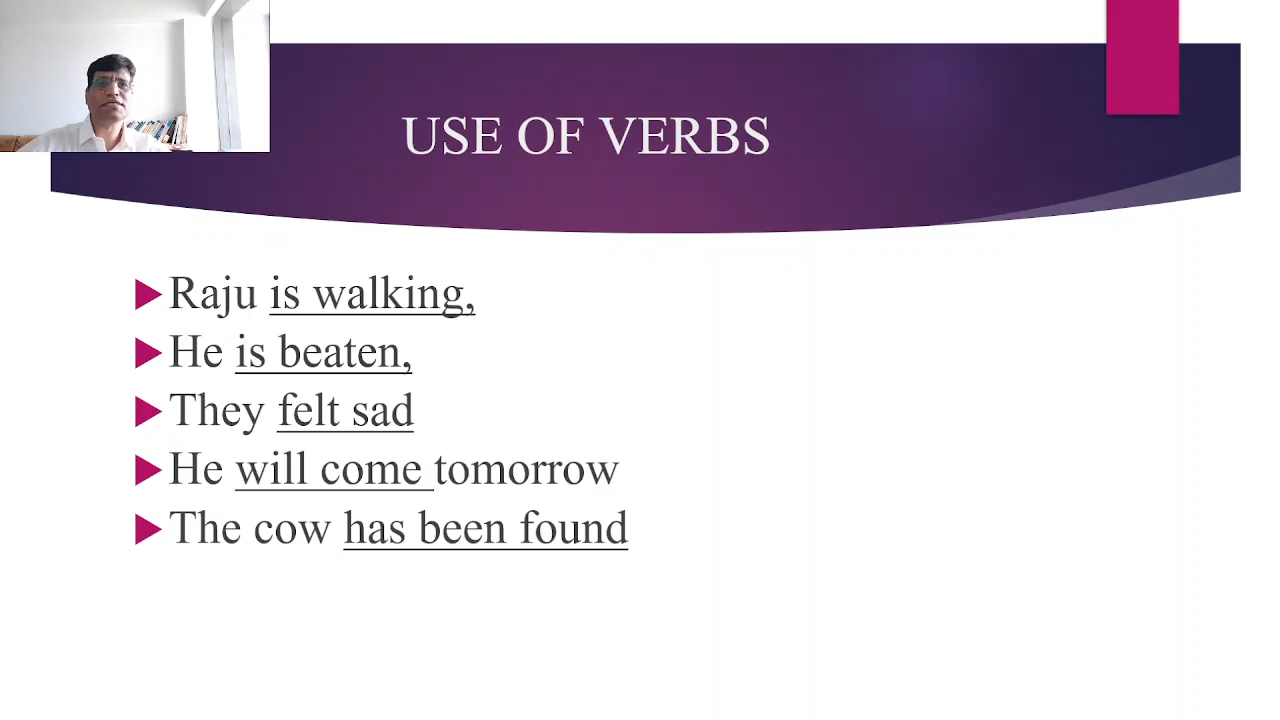 USE OF VERBS
Raju is walking,
He is beaten,
They felt sad
He will come tomorrow
The cow has been found